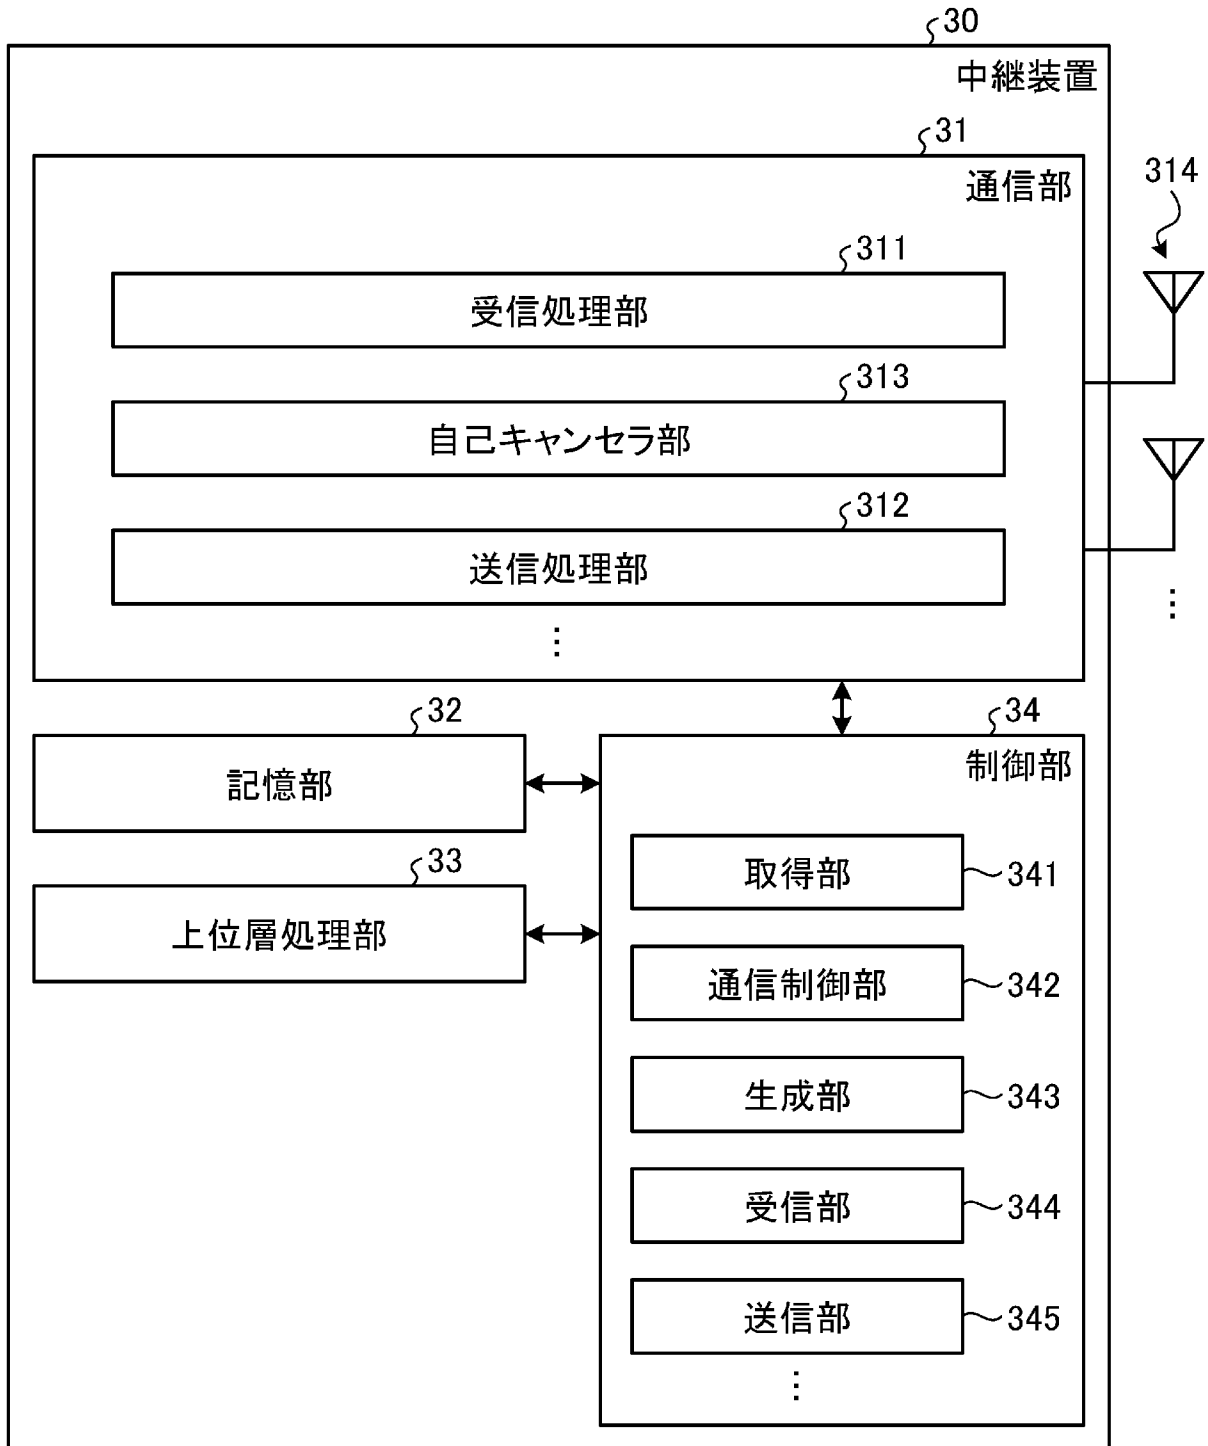 30
中継装置
31
通信部
314
311
受信処理部
313
自己キャンセラ部
312
送信処理部
⋮
⋮
32
記憶部
34
制御部
33
上位層処理部
取得部
341
通信制御部
342
生成部
343
受信部
344
送信部
345
⋮